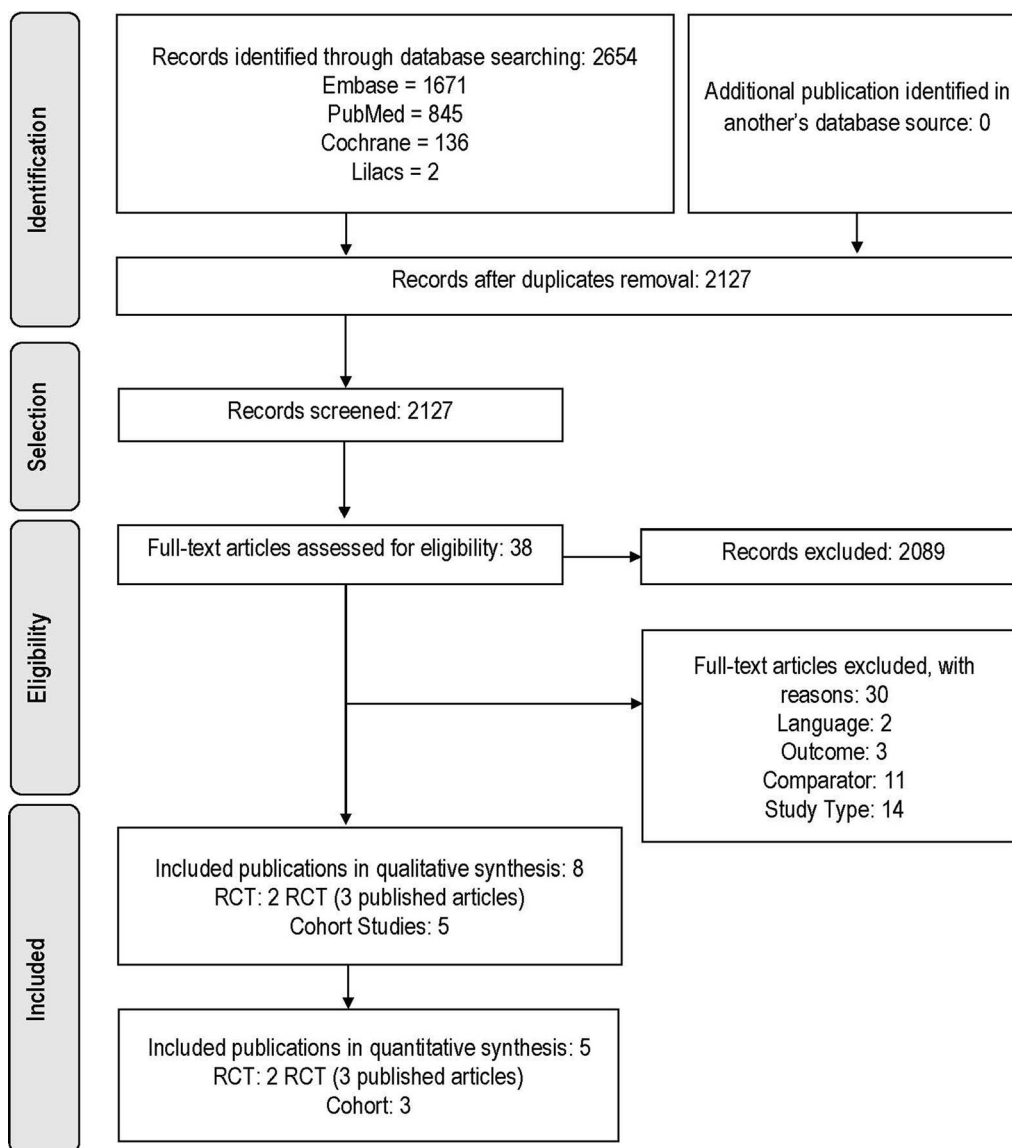 Identification
Records identified through database searching: 2654
Embase = 1671
PubMed = 845
Cochrane = 136
Lilacs = 2
Additional publication identified in
another’s database source: 0
Records after duplicates removal: 2127
Selection
Records screened: 2127
Eligibility
Full-text articles assessed for eligibility: 38
Records excluded: 2089
Full-text articles excluded, with
reasons: 30
Language: 2
Outcome: 3
Comparator: 11
Study Type: 14
Included
Included publications in qualitative synthesis: 8
RCT: 2 RCT (3 published articles)
Cohort Studies: 5
Included publications in quantitative synthesis: 5
RCT: 2 RCT (3 published articles)
Cohort: 3